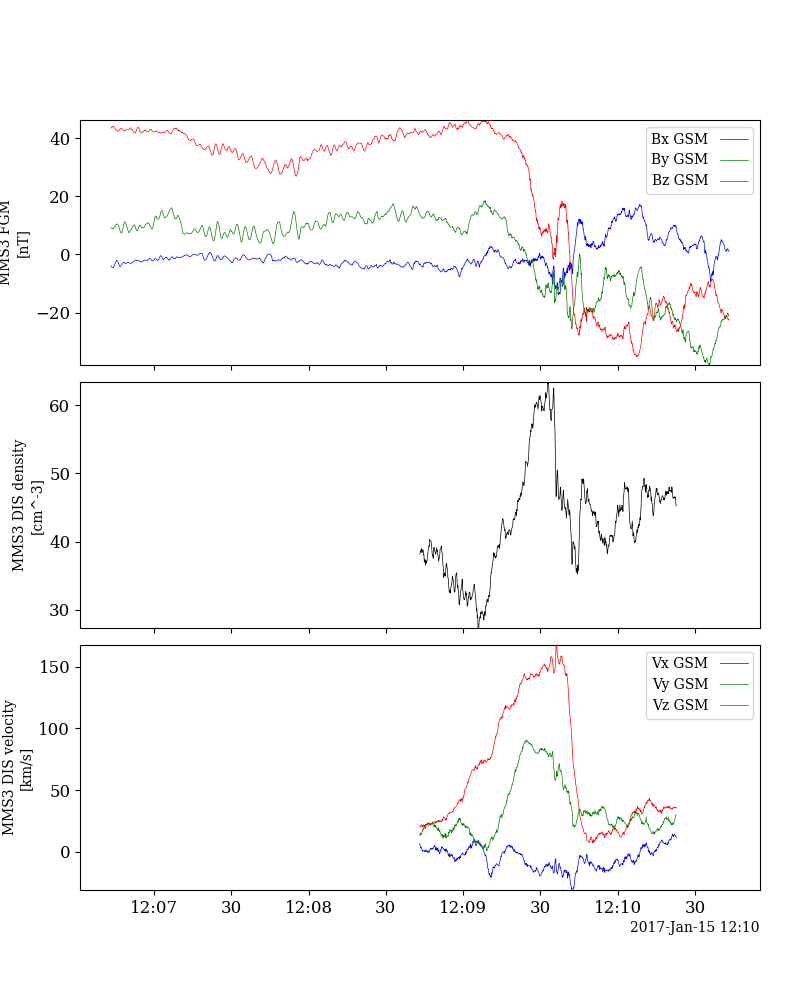 MMS3 FGM
[nT]
40
20
0
−20
Bx GSM
By GSM
Bz GSM
MMS3 DIS density
[cm^-3]
60
50
40
30
MMS3 DIS velocity
[km/s]
150
100
50
0
Vx GSM
Vy GSM
Vz GSM
12:07 30 12:08 30 12:09 30 12:10 30
2017-Jan-15 12:10